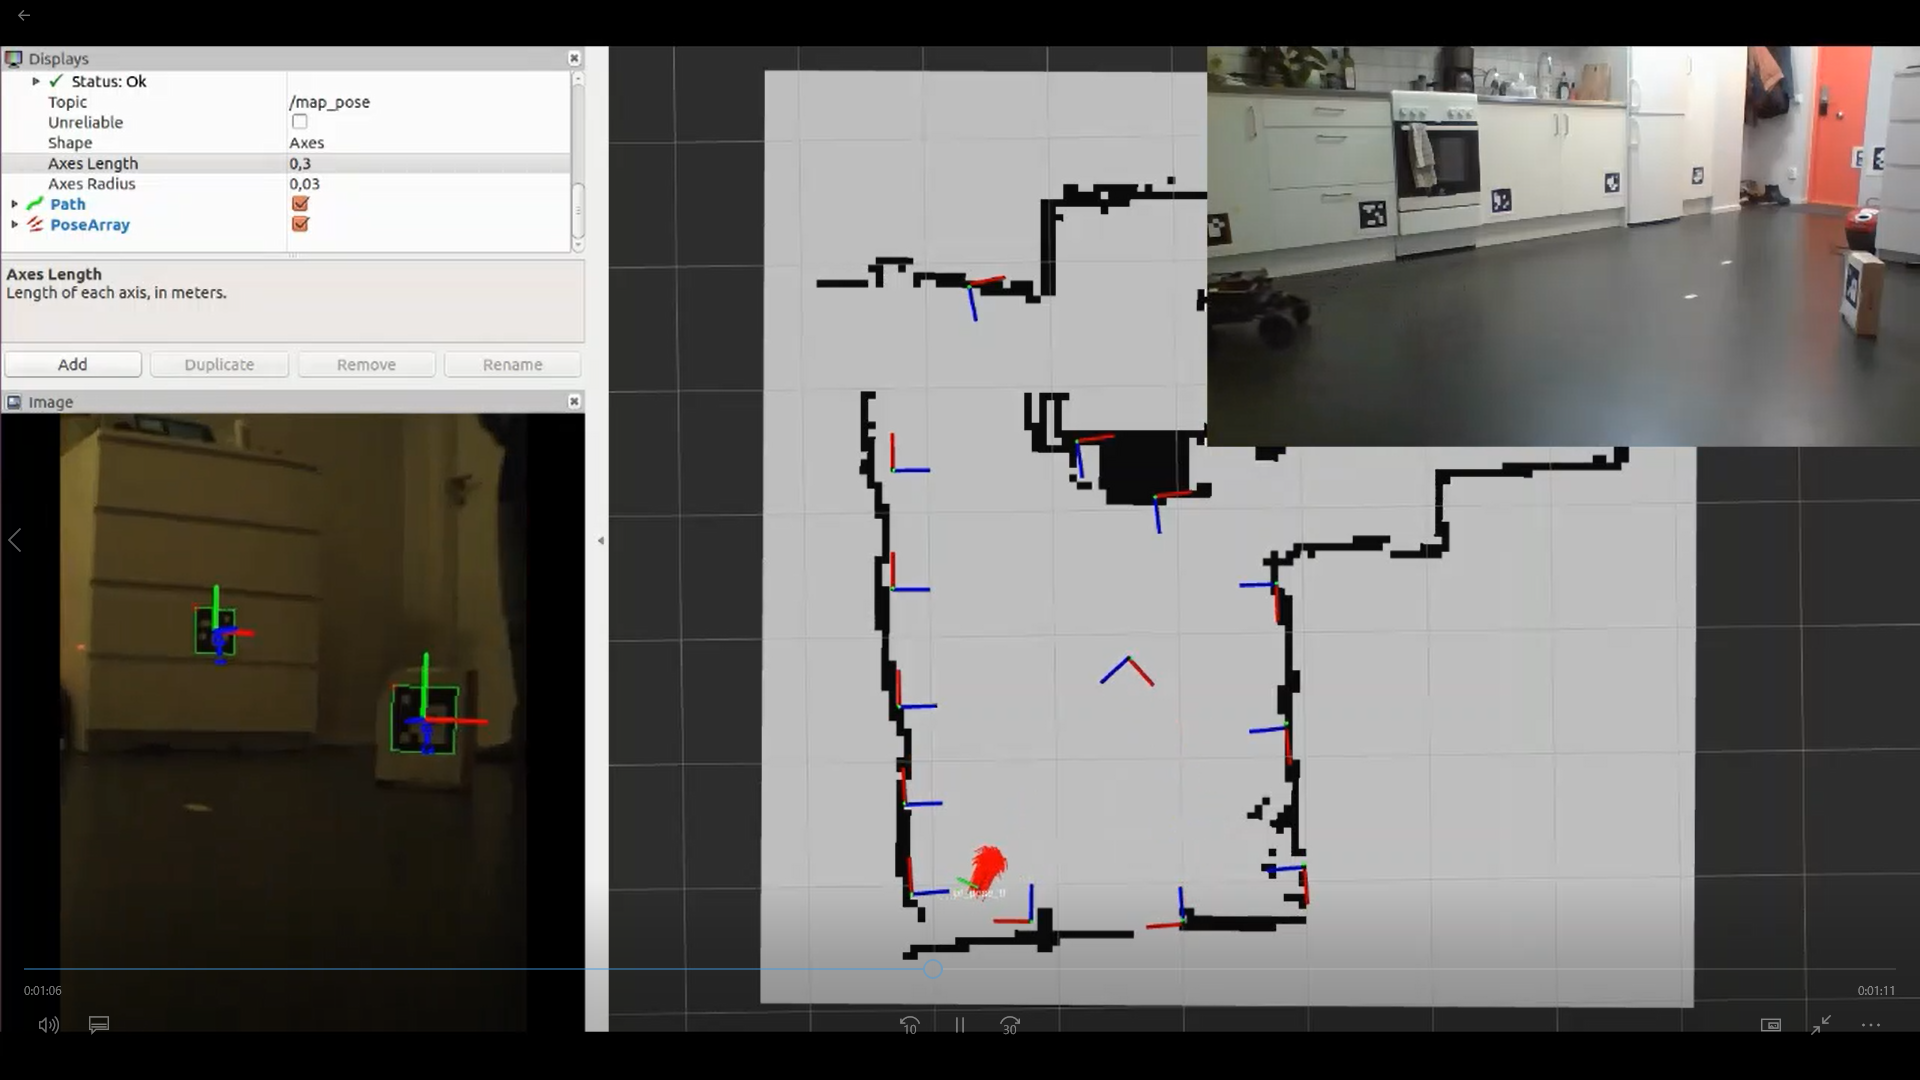 Displays
Status: Ok
Topic /map_pose
Unreliable
Shape Axes
Axes Length 0,3
Axes Radius 0,03
Path
PoseArray
Axes Length
Length of each axis, in meters.
Add Duplicate Remove Rename
Image
0:01:06
0:01:11
10
30